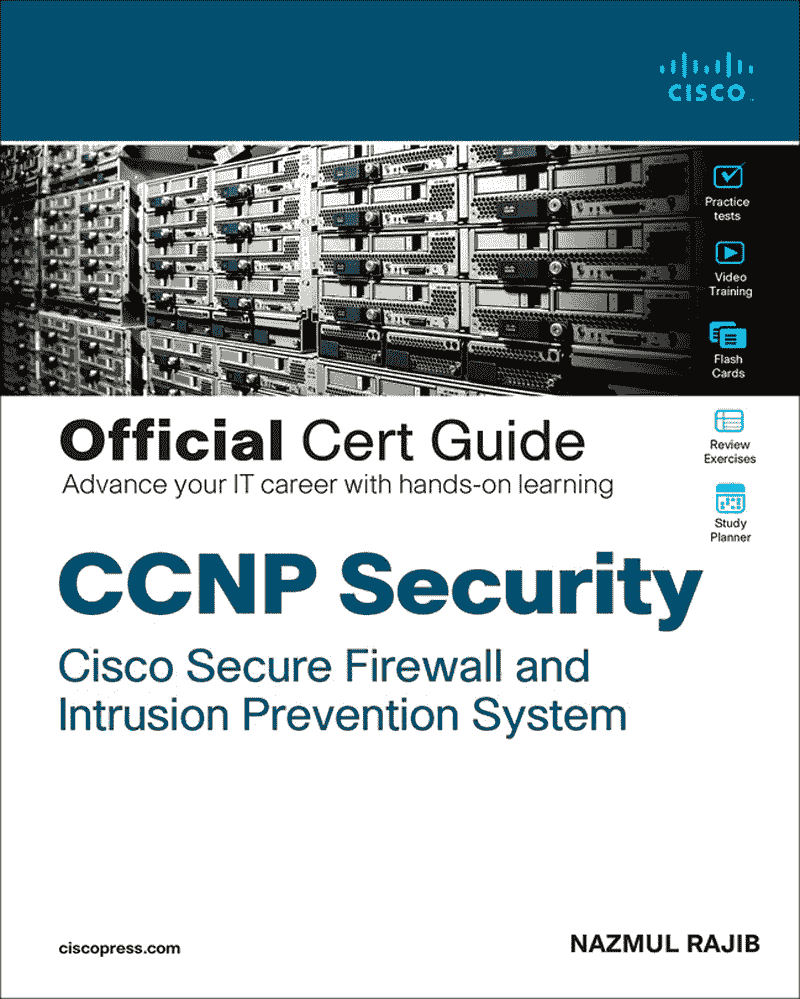 CISCO
Practice
tests
Video
Training
Flash
Cards
Review
Exercises
Study
Planner
Official Cert Guide
Advance your IT career with hands-on learning
CCNP Security
Cisco Secure Firewall and
Intrusion Prevention System
ciscopress.com
NAZMUL RAJIB